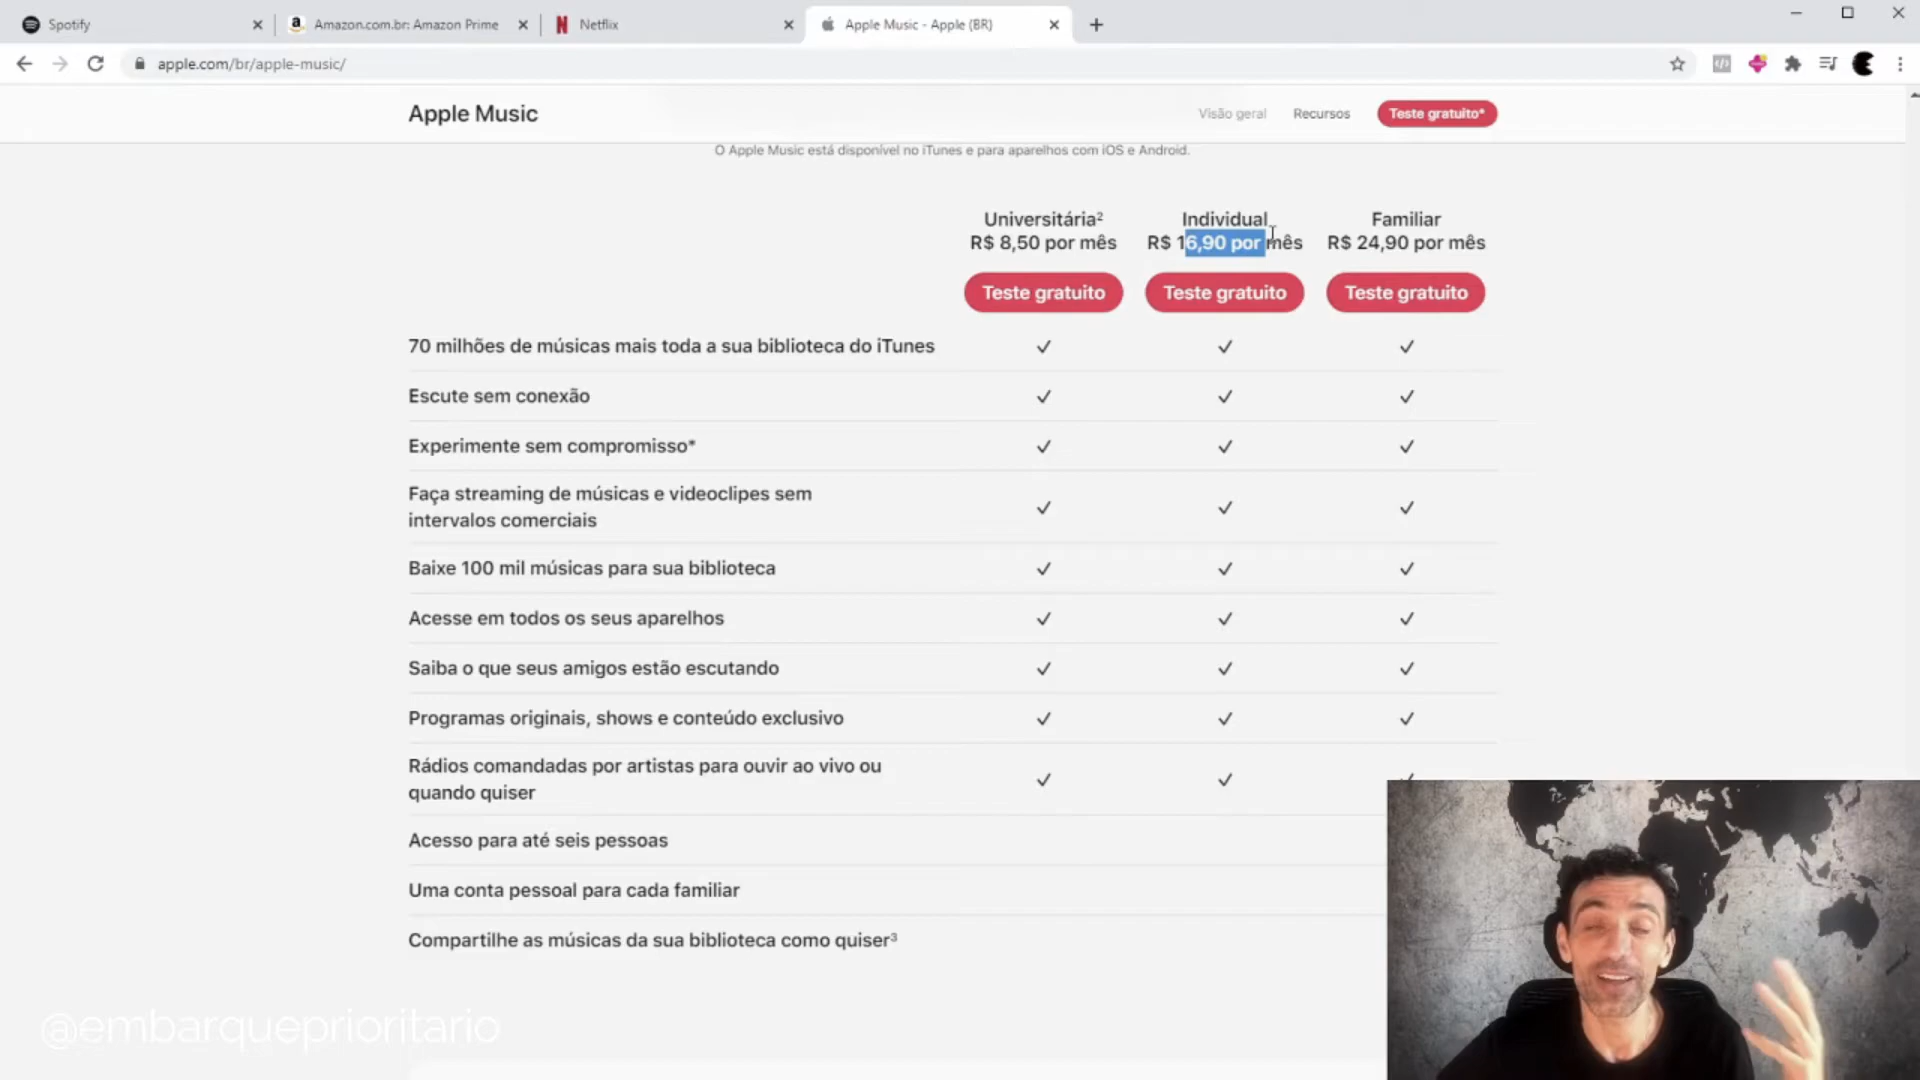 Spotify
Amazon.com.br: Amazon Prime
Netflix
Apple Music - Apple (BR)
apple.com/br/apple-music/
Apple Music
Visão geral
Recursos
Teste gratuito*
O Apple Music está disponível no iTunes e para aparelhos com iOS e Android.
Universitária²
R$ 8,50 por mês
Individual
R$ 16,90 por mês
Familiar
R$ 24,90 por mês
Teste gratuito
Teste gratuito
Teste gratuito
70 milhões de músicas mais toda a sua biblioteca do iTunes
Escute sem conexão
Experimente sem compromisso*
Faça streaming de músicas e videoclipes sem
intervalos comerciais
Baixe 100 mil músicas para sua biblioteca
Acesse em todos os seus aparelhos
Saiba o que seus amigos estão escutando
Programas originais, shows e conteúdo exclusivo
Rádios comandadas por artistas para ouvir ao vivo ou
quando quiser
Acesso para até seis pessoas
Uma conta pessoal para cada familiar
Compartilhe as músicas da sua biblioteca como quiser³
@embarqueprioritario